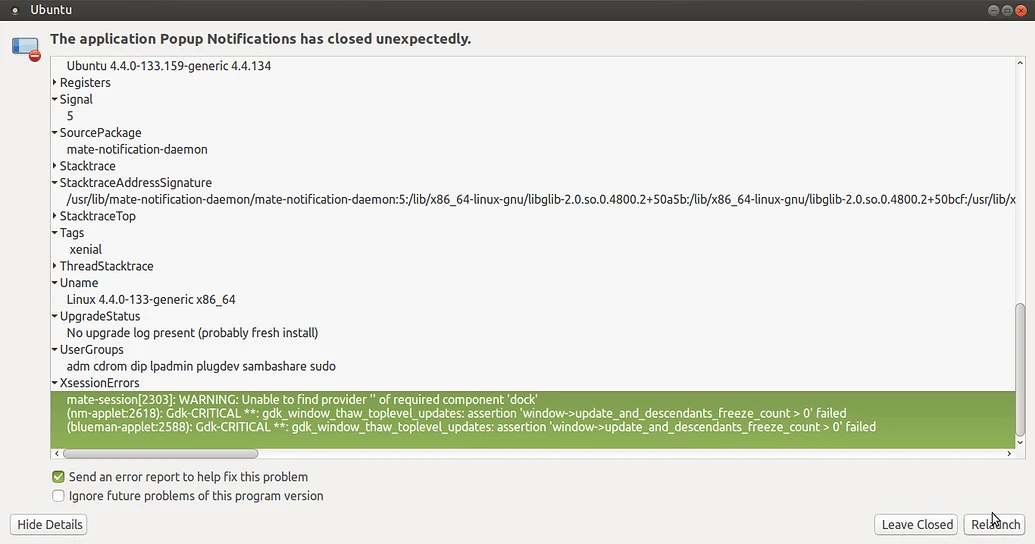 Ubuntu
The application Popup Notifications has closed unexpectedly.
Ubuntu 4.4.0-133.159-generic 4.4.134
Registers
Signal
5
SourcePackage
mate-notification-daemon
Stacktrace
StacktraceAddressSignature
/usr/lib/mate-notification-daemon/mate-notification-daemon:5:/lib/x86_64-linux-gnu/libglib-2.0.so.0.4800.2+50a5b:/lib/x86_64-linux-gnu/libglib-2.0.so.0.4800.2+50bcf:/usr/lib/x
StacktraceTop
Tags
xenial
ThreadStacktrace
Uname
Linux 4.4.0-133-generic x86_64
UpgradeStatus
No upgrade log present (probably fresh install)
UserGroups
adm cdrom dip lpadmin plugdev sambashare sudo
XsessionErrors
mate-session[2303]: WARNING: Unable to find provider '' of required component 'dock'
(nm-applet:2618): Gdk-CRITICAL **: gdk_window_thaw_toplevel_updates: assertion 'window->update_and_descendants_freeze_count > 0' failed
(blueman-applet:2588): Gdk-CRITICAL **: gdk_window_thaw_toplevel_updates: assertion 'window->update_and_descendants_freeze_count > 0' failed
Send an error report to help fix this problem
Ignore future problems of this program version
Hide Details
Leave Closed
Relaunch